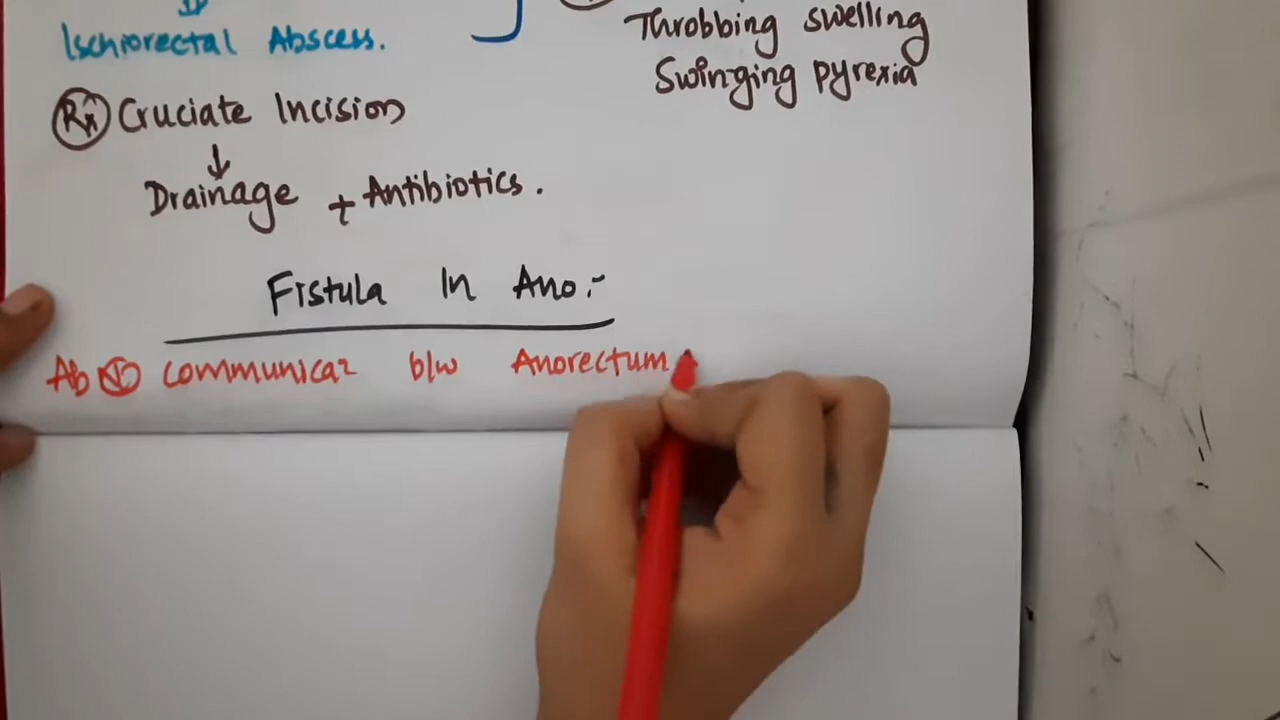 Ischiorectal Abscess.
Throbbing swelling
Swinging pyrexia
Rx Cruciate Incision
↓
Drainage + Antibiotics.
Fistula In Ano:-
Ab(N) communica² b/w Anorectum